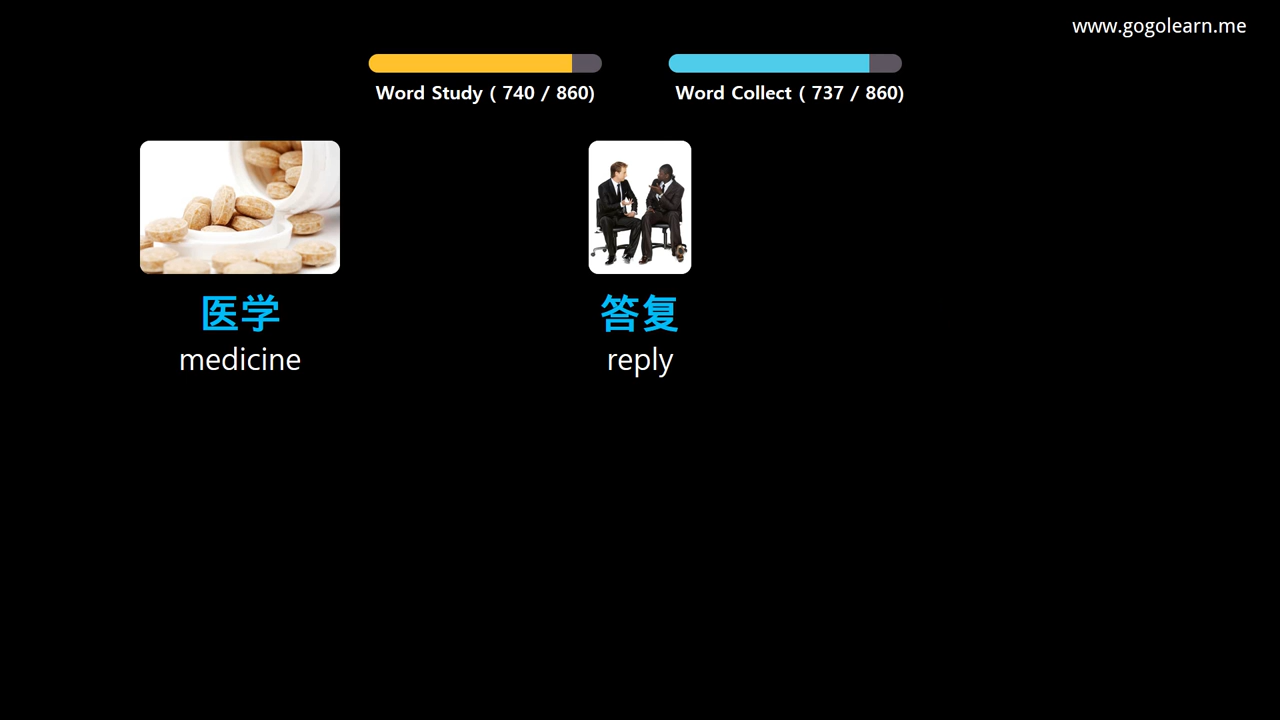 www.gogolearn.me
Word Study ( 740 / 860)
Word Collect ( 737 / 860)
医学
medicine
答复
reply